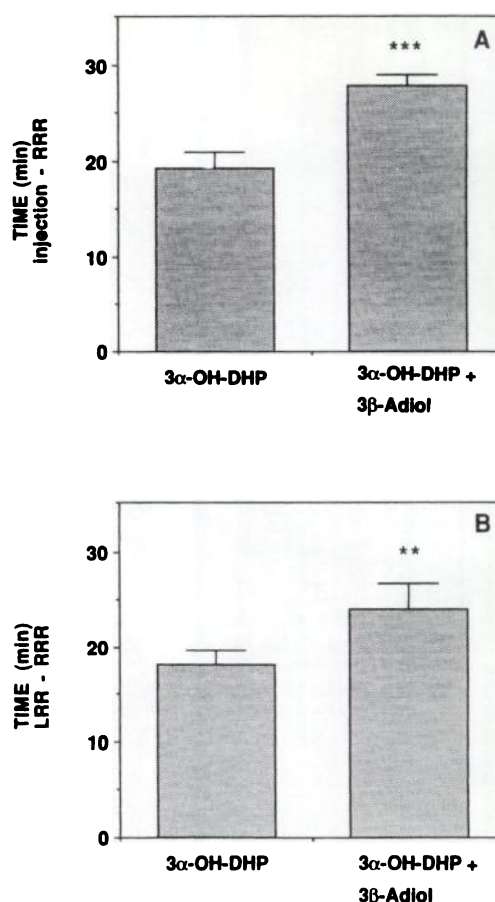 A
***
30
20
10
0
TIME (min)
injection - RRR
3α-OH-DHP
3α-OH-DHP +
3β-Adiol
B
**
30
20
10
0
TIME (min)
LRR - RRR
3α-OH-DHP
3α-OH-DHP +
3β-Adiol